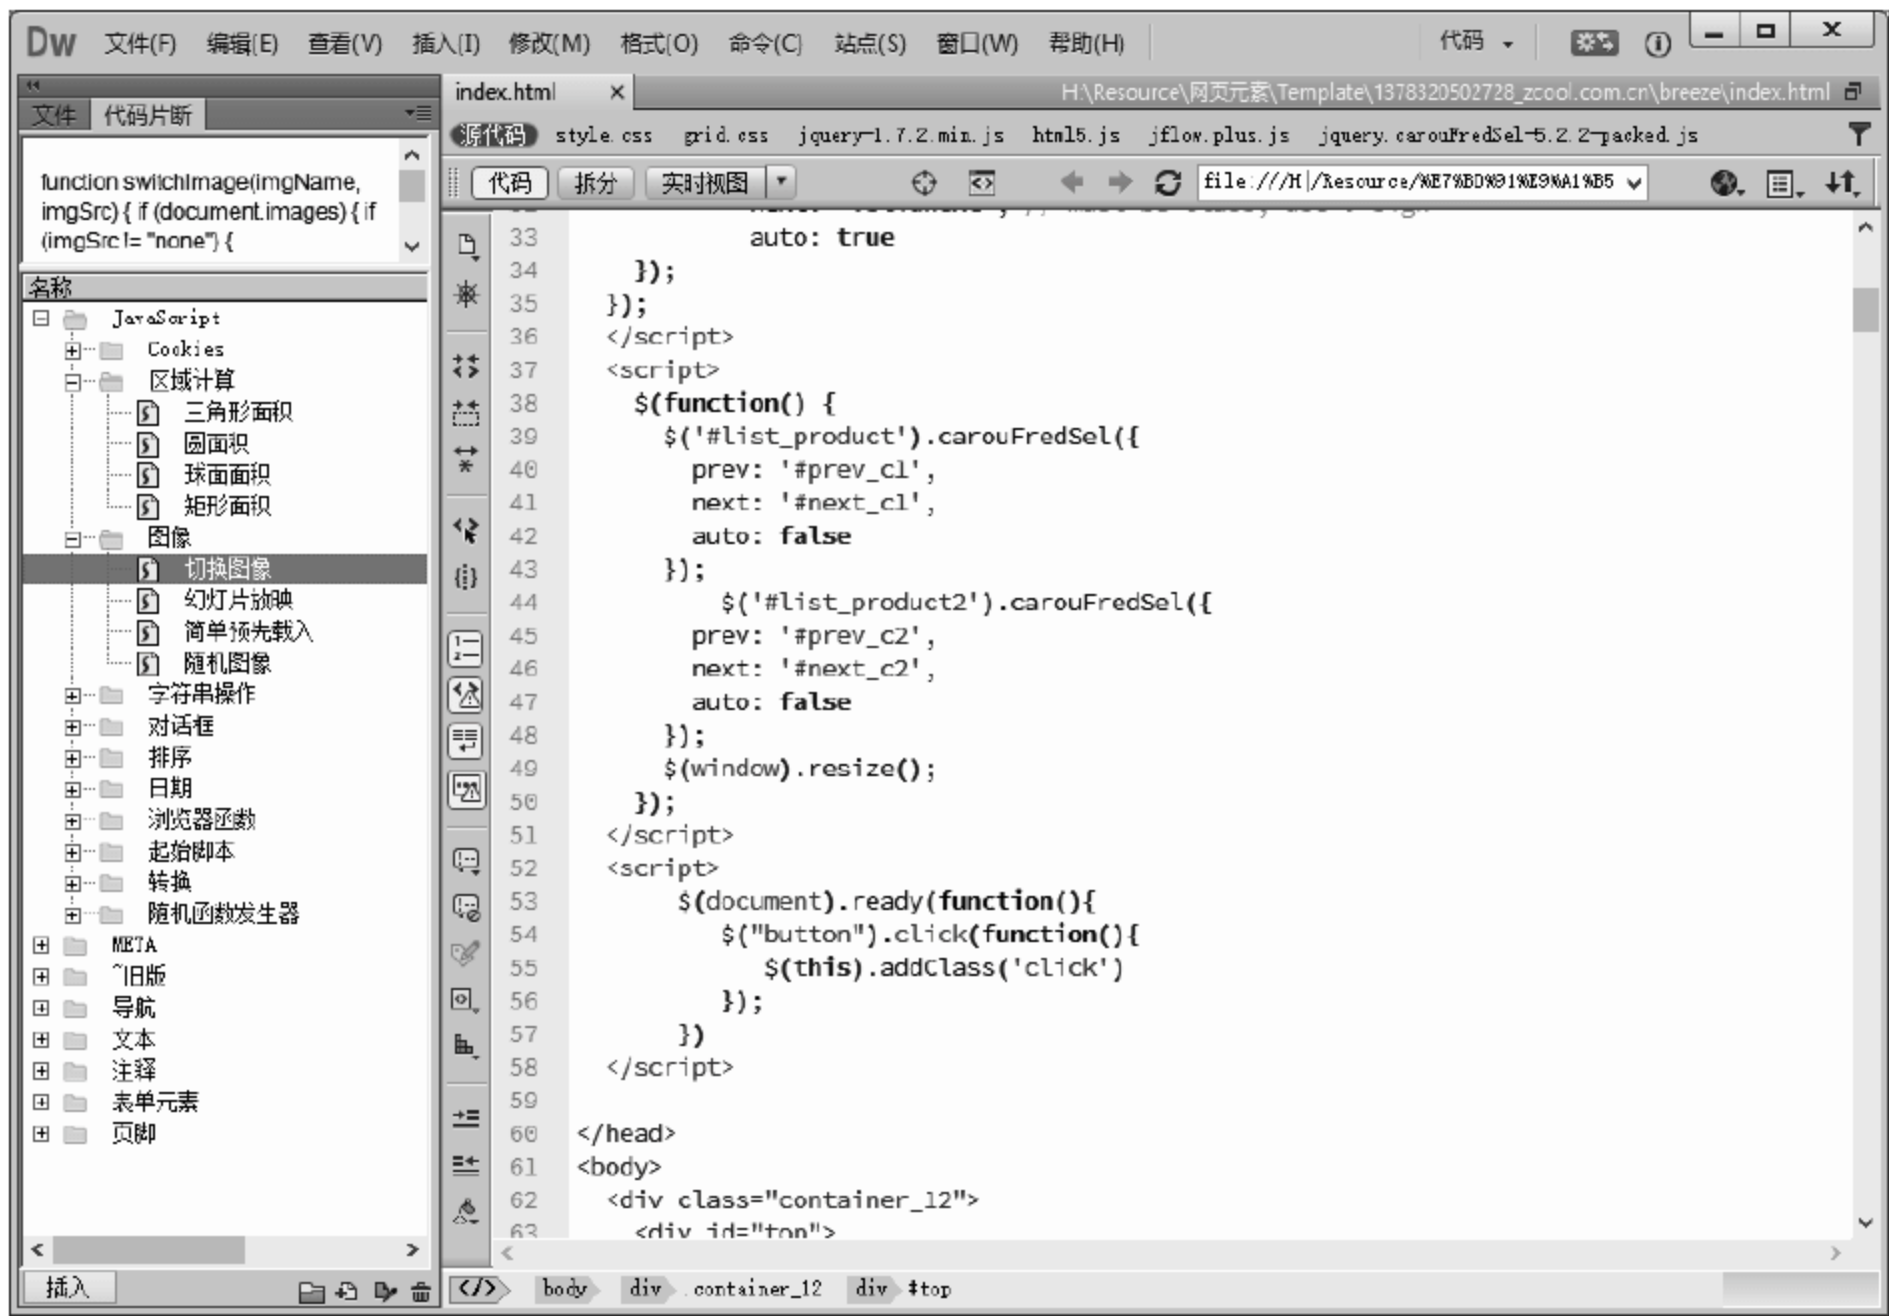 Dw 文件(F) 编辑(E) 查看(V) 插入(I) 修改(M) 格式(O) 命令(C) 站点(S) 窗口(W) 帮助(H) 代码
文件 代码片断
function switchImage(imgName,
imgSrc) { if (document.images) { if
(imgSrc != "none") {
名称
JavaScript
Cookies
区域计算
三角形面积
圆面积
球面面积
矩形面积
图像
切换图像
幻灯片放映
简单预先载入
随机图像
字符串操作
对话框
排序
日期
浏览器函数
起始脚本
转换
随机函数发生器
META
~旧版
导航
文本
注释
表单元素
页脚
插入
index.html × H:\Resource\网页元素\Template\1378320502728_zcool.com.cn\breeze\index.html
源代码 style.css grid.css jquery-1.7.2.min.js html5.js jflow.plus.js jquery.carouFredSel-5.2.2-packed.js
代码 拆分 实时视图 file:///H|/Resource/%E7%BD%91%E9%A1%B5
33 auto: true
34 });
35 });
36 </script>
37 <script>
38 $(function() {
39 $('#list_product').carouFredSel({
40 prev: '#prev_c1',
41 next: '#next_c1',
42 auto: false
43 });
44 $('#list_product2').carouFredSel({
45 prev: '#prev_c2',
46 next: '#next_c2',
47 auto: false
48 });
49 $(window).resize();
50 });
51 </script>
52 <script>
53 $(document).ready(function(){
54 $("button").click(function(){
55 $(this).addClass('click')
56 });
57 })
58 </script>
59
60 </head>
61 <body>
62 <div class="container_12">
63 <div id="top">
</> body div .container_12 div #top